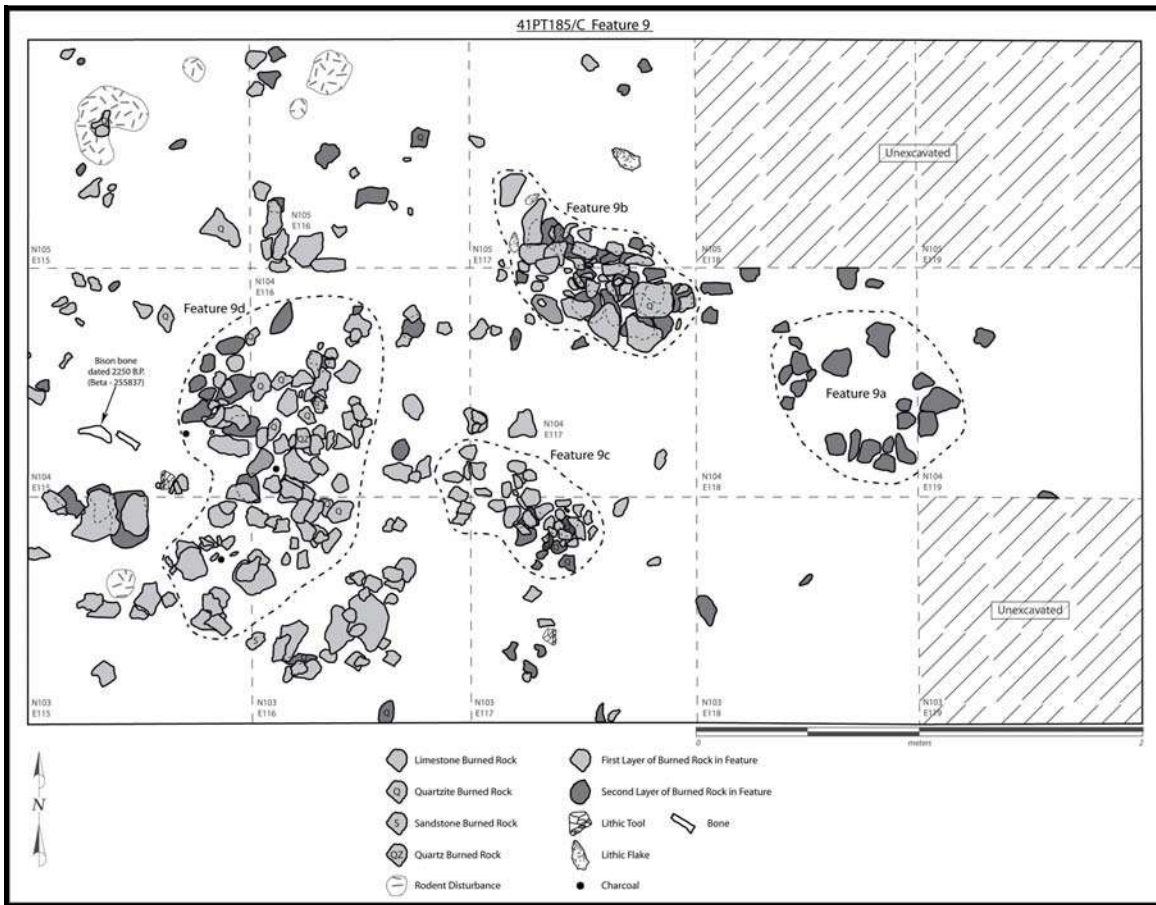 41PT185/C Feature 9
Q
Unexcavated
Q
N105
E116
Feature 9b
N105
E115
N105
E117
N105
E118
N105
E119
N104
E116
Feature 9d
Q
Q
Bison bone
dated 2250 B.P.
(Beta - 255837)
Q
Q
Q
Q
QZ
Feature 9a
N104
E117
Feature 9c
N104
E115
N104
E118
N104
E119
Q
Q
Q
Unexcavated
S
N103
E115
N103
E116
Q
N103
E117
N103
E118
N103
E119
0 meters 2
Limestone Burned Rock
First Layer of Burned Rock in Feature
Q Quartzite Burned Rock
Second Layer of Burned Rock in Feature
N
S Sandstone Burned Rock
Lithic Tool
Bone
QZ Quartz Burned Rock
Lithic Flake
Rodent Disturbance
Charcoal